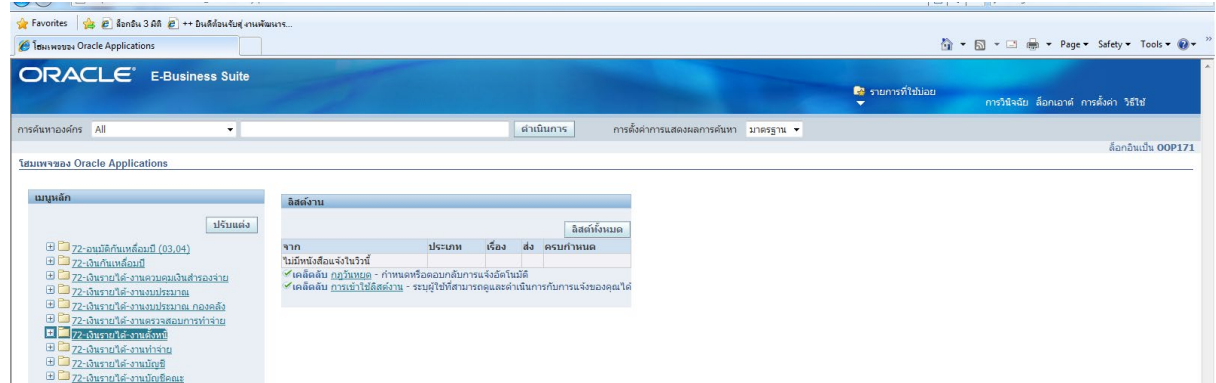 Favorites ล็อกอิน 3 มิติ ++ ยินดีต้อนรับสู่ งานพัฒนาร...
โฮมเพจของ Oracle Applications Page Safety Tools
ORACLE E-Business Suite
รายการที่ใช้บ่อย
การวินิจฉัย ล็อกเอาต์ การตั้งค่า วิธีใช้
การค้นหาองค์กร All ดำเนินการ การตั้งค่าการแสดงผลการค้นหา มาตรฐาน
ล็อกอินเป็น OOP171
โฮมเพจของ Oracle Applications
เมนูหลัก
ปรับแต่ง
72-อนุมัติกันเหลื่อมปี (03,04)
72-เงินกันเหลื่อมปี
72-เงินรายได้-งานควบคุมเงินสำรองจ่าย
72-เงินรายได้-งานงบประมาณ
72-เงินรายได้-งานงบประมาณ กองคลัง
72-เงินรายได้-งานตรวจสอบการทำจ่าย
72-เงินรายได้-งานตั้งหนี้
72-เงินรายได้-งานทำจ่าย
72-เงินรายได้-งานบัญชี
72-เงินรายได้-งานบัญชีคณะ
ลิสต์งาน
ลิสต์ทั้งหมด
จาก ประเภท เรื่อง ส่ง ครบกำหนด
ไม่มีหนังสือแจ้งในวิวนี้
เคล็ดลับ กฎวันหยุด - กำหนดหรือตอบกลับการแจ้งอัตโนมัติ
เคล็ดลับ การเข้าใช้ลิสต์งาน - ระบุผู้ใช้ที่สามารถดูและดำเนินการกับการแจ้งของคุณได้